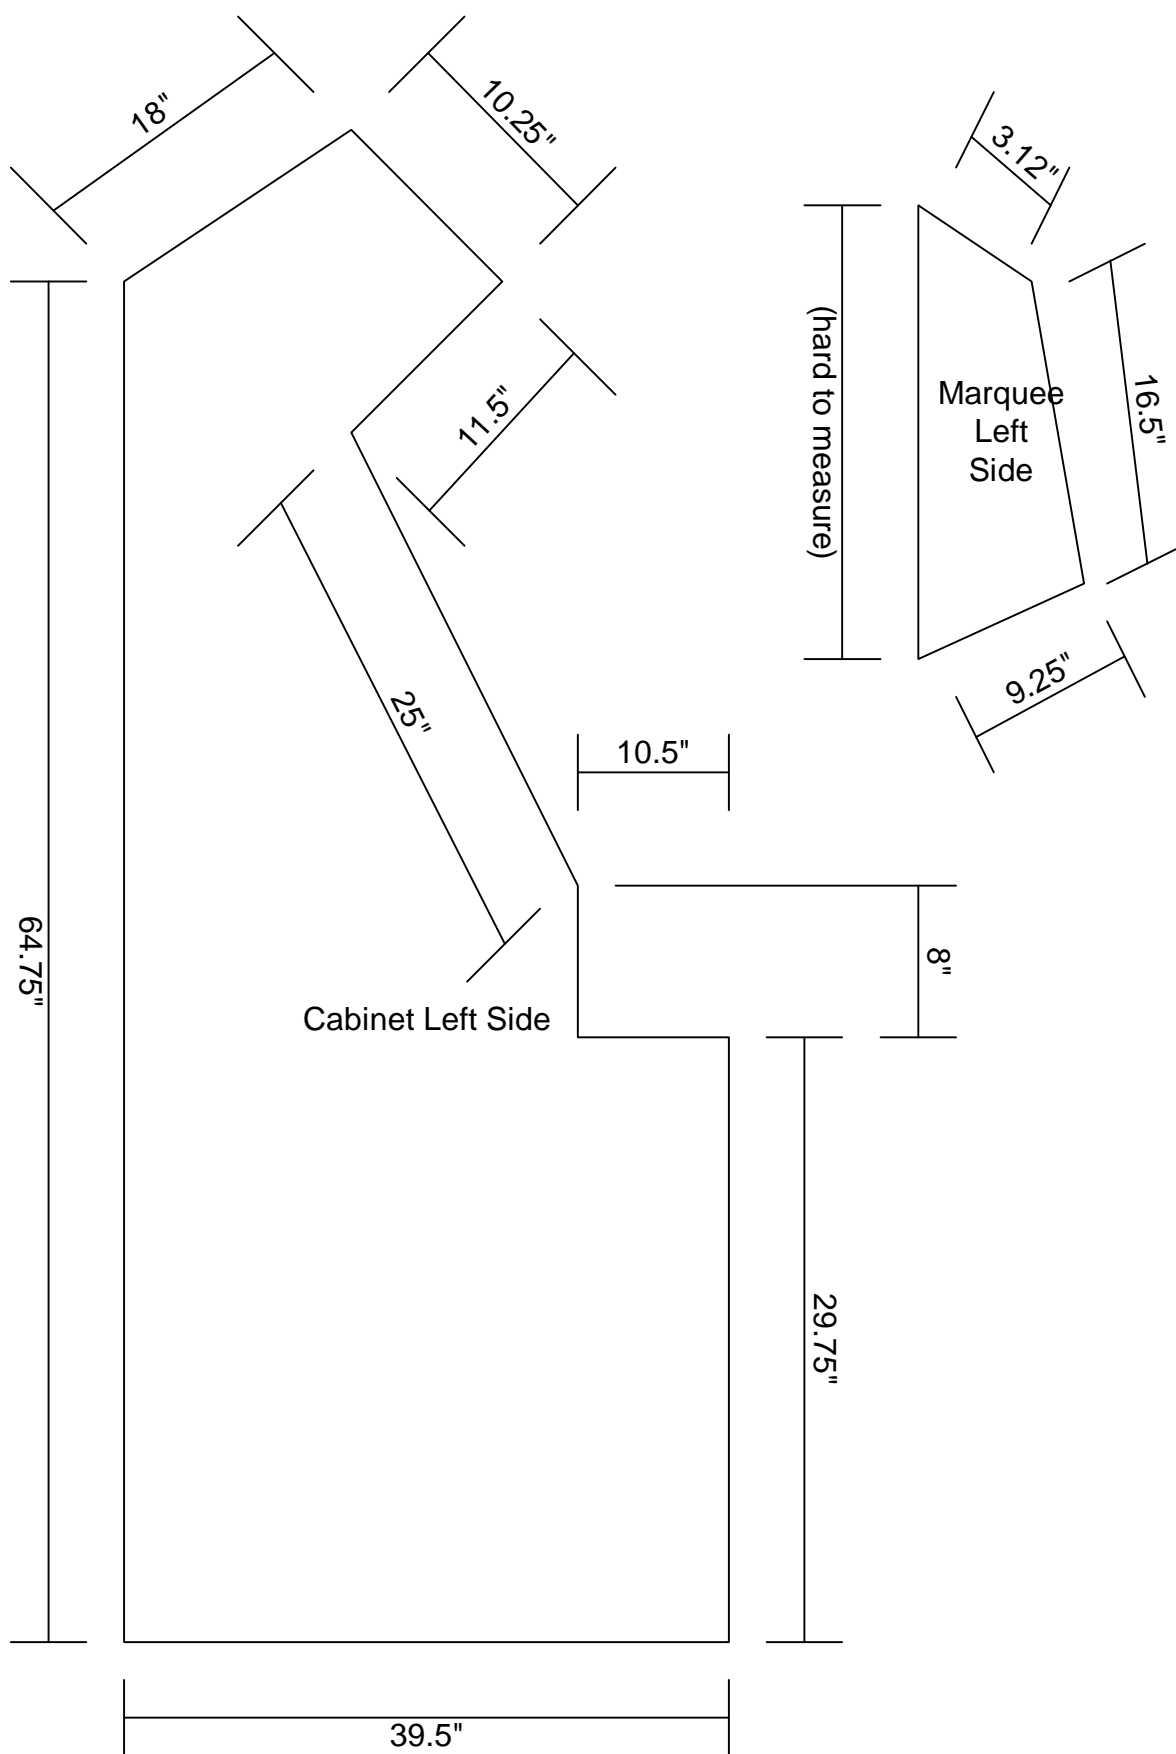 18"
10.25"
3.12"
(hard to measure)
Marquee
Left
Side
16.5"
11.5"
9.25"
25"
10.5"
64.75"
8"
Cabinet Left Side
29.75"
39.5"